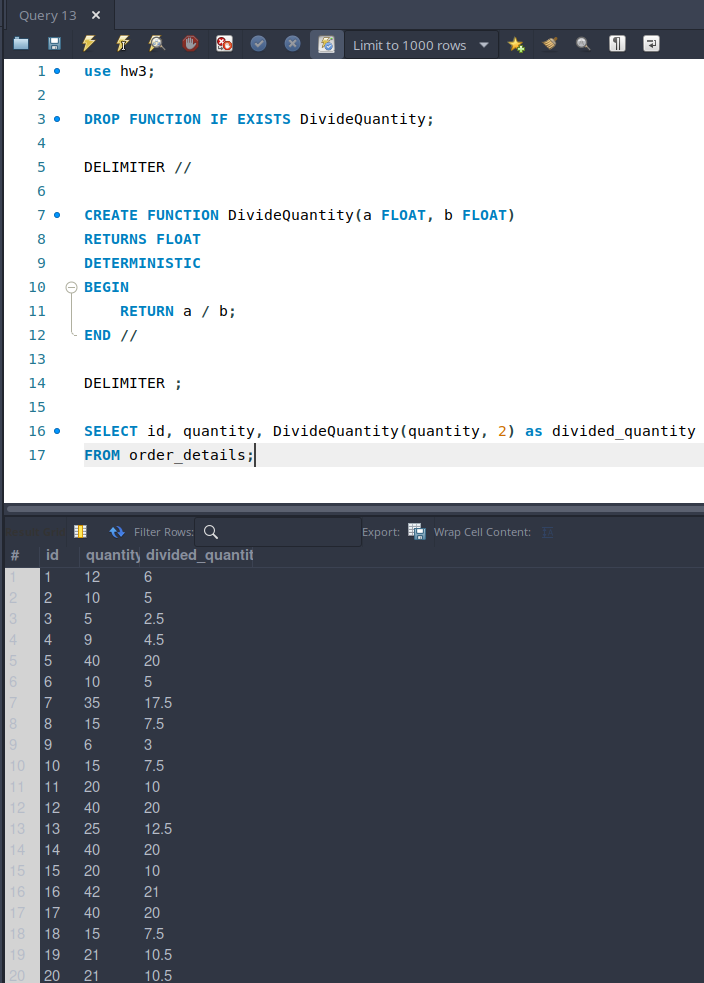 Query 13
Limit to 1000 rows
1 use hw3;
2
3 DROP FUNCTION IF EXISTS DivideQuantity;
4
5 DELIMITER //
6
7 CREATE FUNCTION DivideQuantity(a FLOAT, b FLOAT)
8 RETURNS FLOAT
9 DETERMINISTIC
10 BEGIN
11 RETURN a / b;
12 END //
13
14 DELIMITER ;
15
16 SELECT id, quantity, DivideQuantity(quantity, 2) as divided_quantity
17 FROM order_details;
Filter Rows: Export: Wrap Cell Content:
# id quantity divided_quantit
1 1 12 6
2 2 10 5
3 3 5 2.5
4 4 9 4.5
5 5 40 20
6 6 10 5
7 7 35 17.5
8 8 15 7.5
9 9 6 3
10 10 15 7.5
11 11 20 10
12 12 40 20
13 13 25 12.5
14 14 40 20
15 15 20 10
16 16 42 21
17 17 40 20
18 18 15 7.5
19 19 21 10.5
20 20 21 10.5